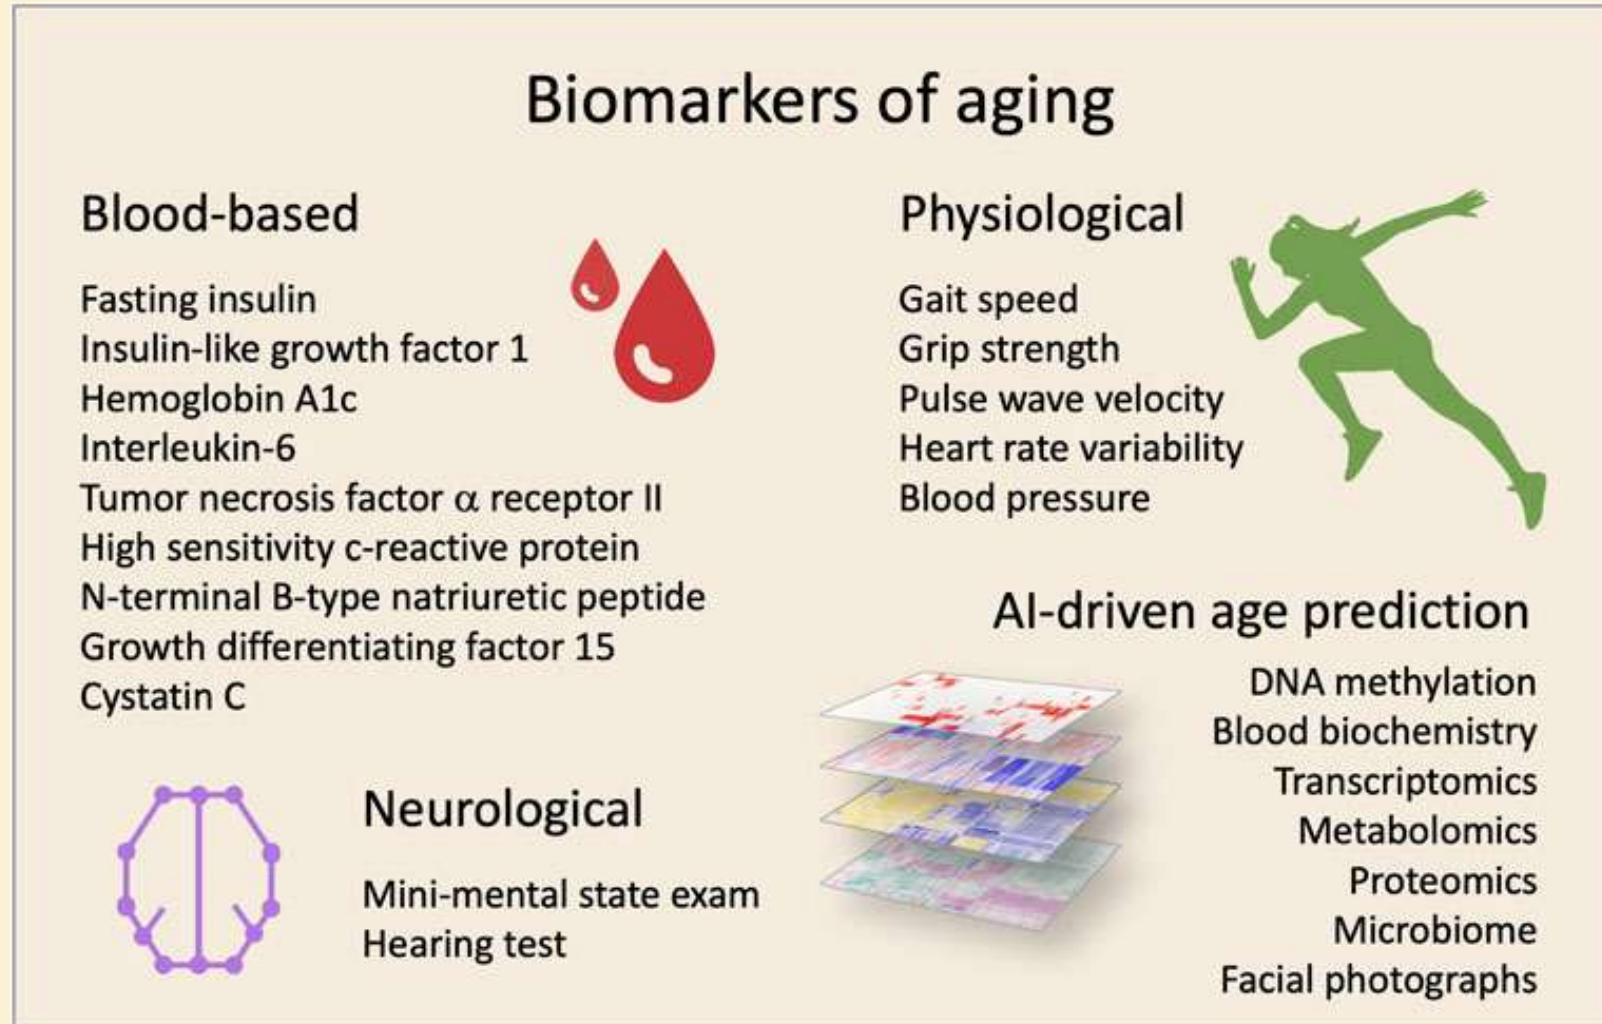 Biomarkers of aging
Blood-based
Fasting insulin
Insulin-like growth factor 1
Hemoglobin A1c
Interleukin-6
Tumor necrosis factor α receptor II
High sensitivity c-reactive protein
N-terminal B-type natriuretic peptide
Growth differentiating factor 15
Cystatin C
Physiological
Gait speed
Grip strength
Pulse wave velocity
Heart rate variability
Blood pressure
Neurological
Mini-mental state exam
Hearing test
AI-driven age prediction
DNA methylation
Blood biochemistry
Transcriptomics
Metabolomics
Proteomics
Microbiome
Facial photographs